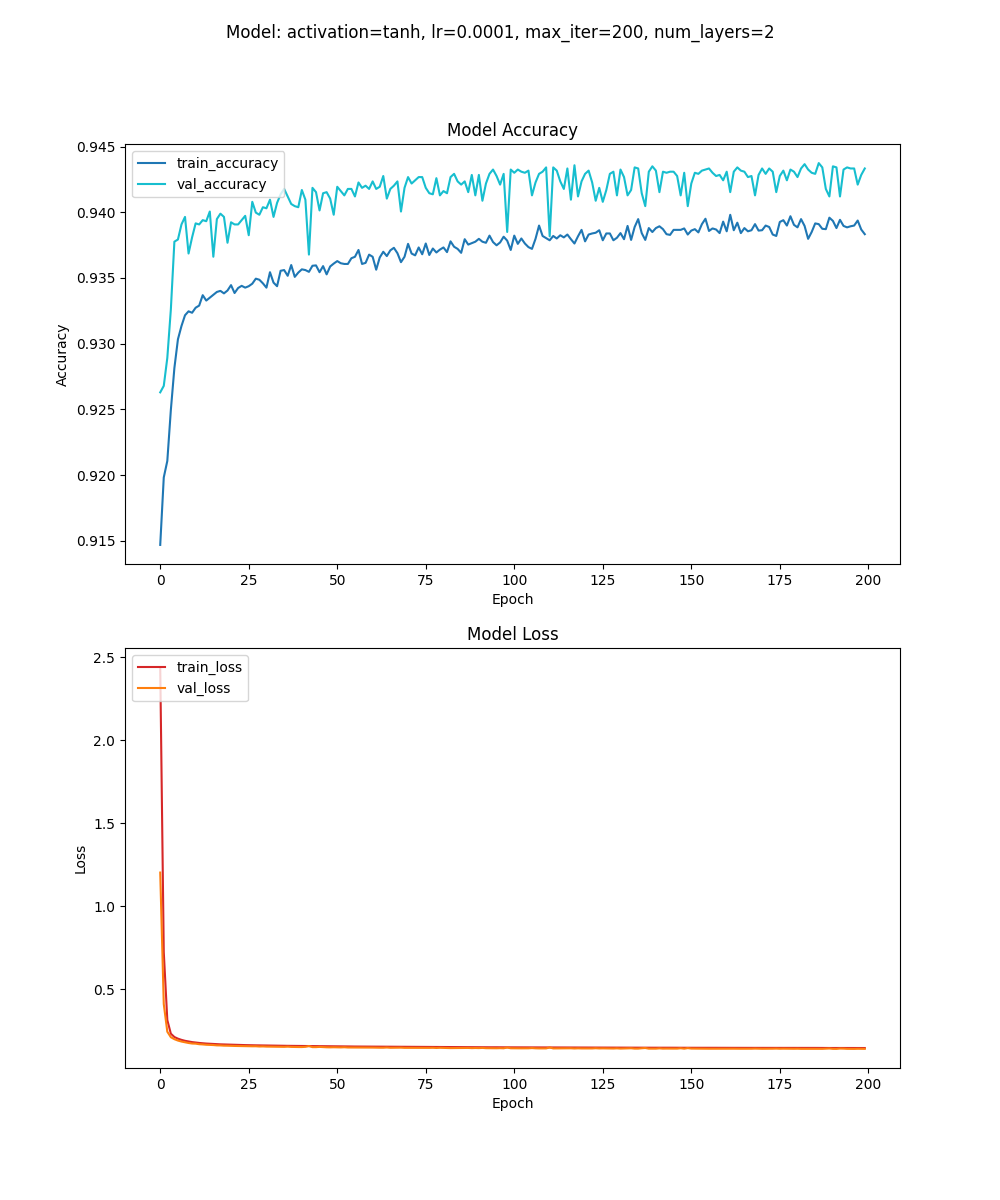 Model: activation=tanh, lr=0.0001, max_iter=200, num_layers=2
Model Accuracy
train_accuracy
val_accuracy
0.945
0.940
0.935
0.930
0.925
0.920
0.915
Accuracy
0 25 50 75 100 125 150 175 200
Epoch
Model Loss
train_loss
val_loss
2.5
2.0
1.5
1.0
0.5
Loss
0 25 50 75 100 125 150 175 200
Epoch